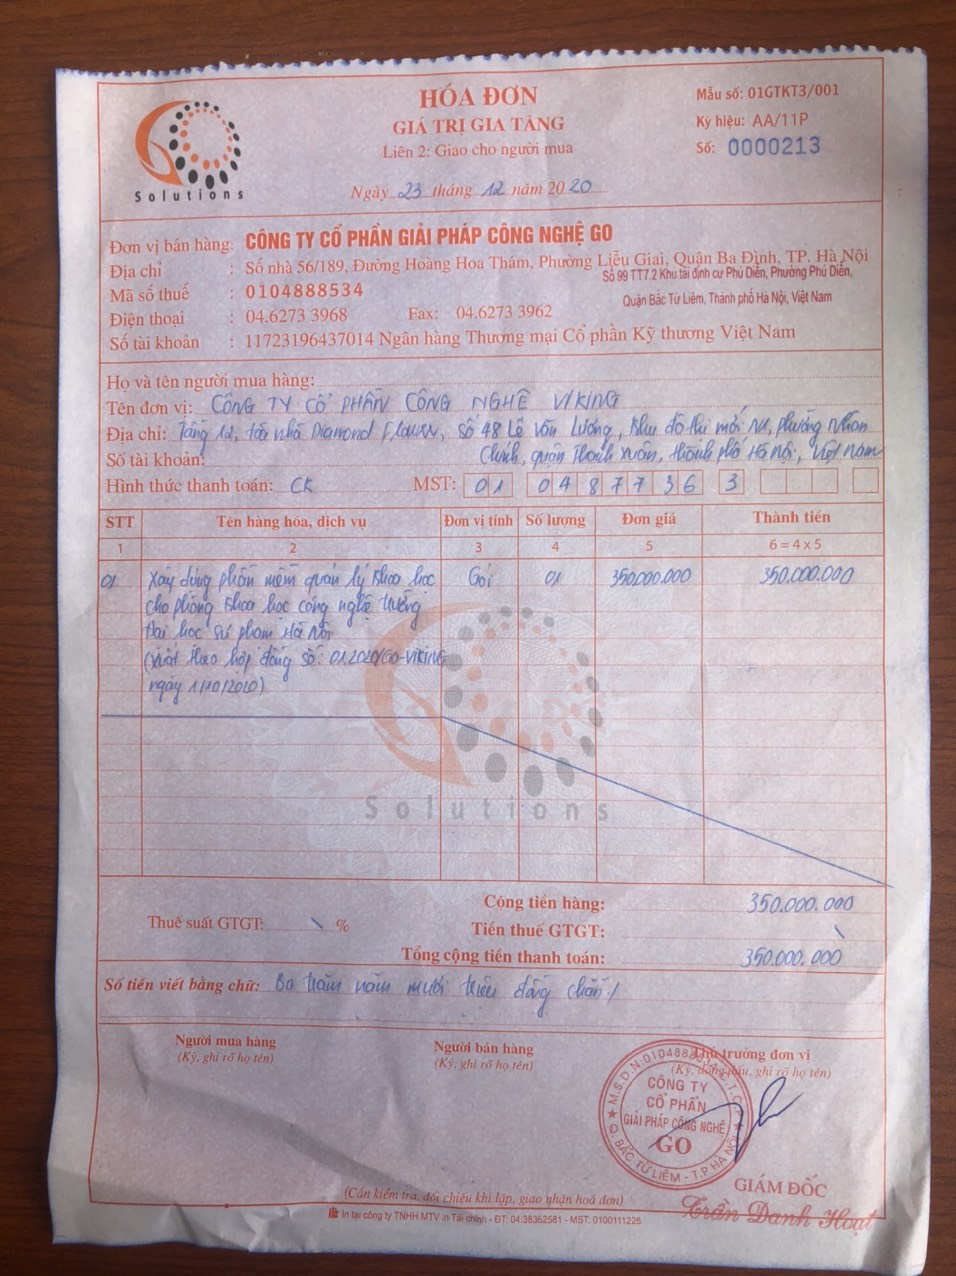 Solutions
HÓA ĐƠN
GIÁ TRỊ GIA TĂNG
Liên 2: Giao cho người mua
Ngày 23 tháng 12 năm 2020
Mẫu số: 01GTKT3/001
Ký hiệu: AA/11P
Số: 0000213
Đơn vị bán hàng: CÔNG TY CỔ PHẦN GIẢI PHÁP CÔNG NGHỆ GO
Địa chỉ : Số nhà 56/189, Đường Hoàng Hoa Thám, Phường Liễu Giai, Quận Ba Đình, TP. Hà Nội
Số 99 TT7.2 Khu tái định cư Phú Diễn, Phường Phú Diễn,
Mã số thuế : 0104888534
Quận Bắc Từ Liêm, Thành phố Hà Nội, Việt Nam
Điện thoại : 04.6273 3968 Fax: 04.6273 3962
Số tài khoản : 11723196437014 Ngân hàng Thương mại Cổ phần Kỹ thương Việt Nam
Họ và tên người mua hàng:
Tên đơn vị: CÔNG TY CỔ PHẦN CÔNG NGHỆ VIKING
Địa chỉ: Tầng 12, tòa nhà Diamond Flower, số 48 Lê Văn Lương, Khu đô thị mới N1, phường Nhân
Chính, quận Thanh Xuân, thành phố Hà Nội, Việt Nam
Số tài khoản:
Hình thức thanh toán: CK MST: 01 0487736 3
STT Tên hàng hóa, dịch vụ Đơn vị tính Số lượng Đơn giá Thành tiền
1 2 3 4 5 6 = 4 x 5
01 Xây dựng phần mềm quản lý khoa học Gói 01 350.000.000 350.000.000
cho phòng khoa học công nghệ trường
Đại học sư phạm Hà Nội
(Xuất theo hợp đồng số: 01.2020/GO-VIKING
ngày 1/10/2020)
Solutions
Cộng tiền hàng: 350.000.000
Thuế suất GTGT: \ % Tiền thuế GTGT: \
Tổng cộng tiền thanh toán: 350.000.000
Số tiền viết bằng chữ: Ba trăm năm mươi triệu đồng chẵn./
Người mua hàng
(Ký, ghi rõ họ tên)
Người bán hàng
(Ký, ghi rõ họ tên)
Thủ trưởng đơn vị
(Ký, đóng dấu, ghi rõ họ tên)
CÔNG TY
CỔ PHẦN
GIẢI PHÁP CÔNG NGHỆ
GO
Q. BẮC TỪ LIÊM - T.P HÀ NỘI
GIÁM ĐỐC
Trần Danh Hoạt
(Cần kiểm tra, đối chiếu khi lập, giao nhận hoá đơn)
In tại công ty TNHH MTV in Tài chính - ĐT: 04.38362581 - MST: 0100111225